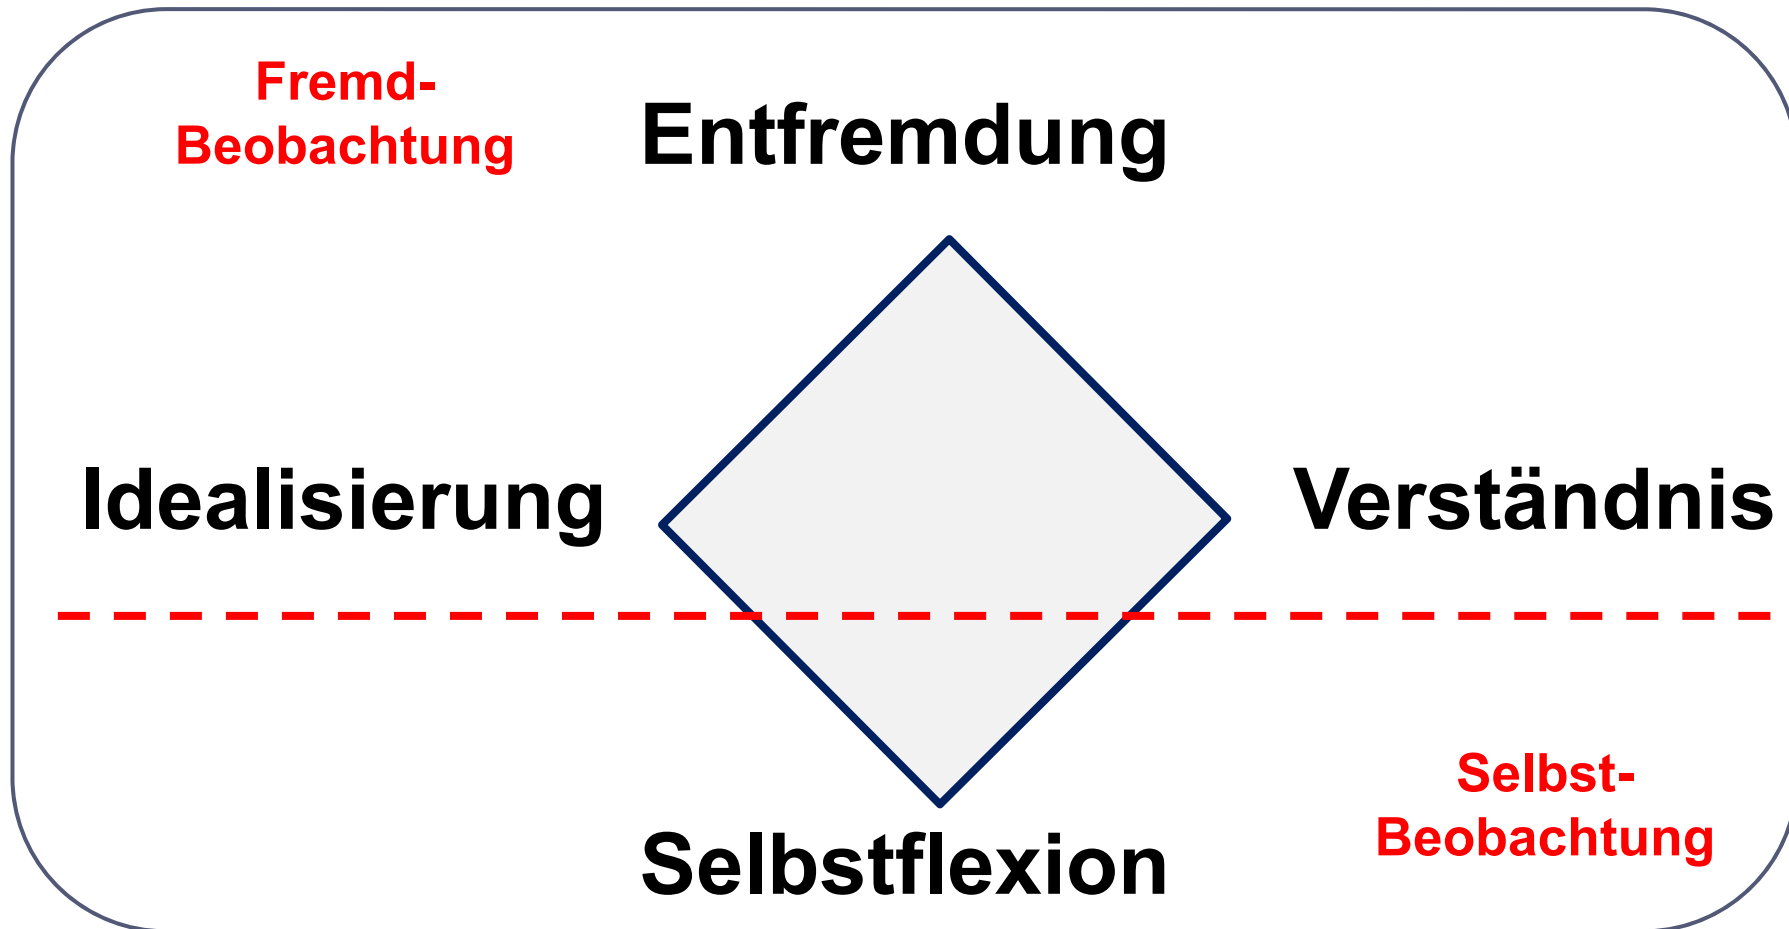 Fremd-
Beobachtung
Entfremdung
Idealisierung
Verständnis
Selbst-
Beobachtung
Selbstflexion